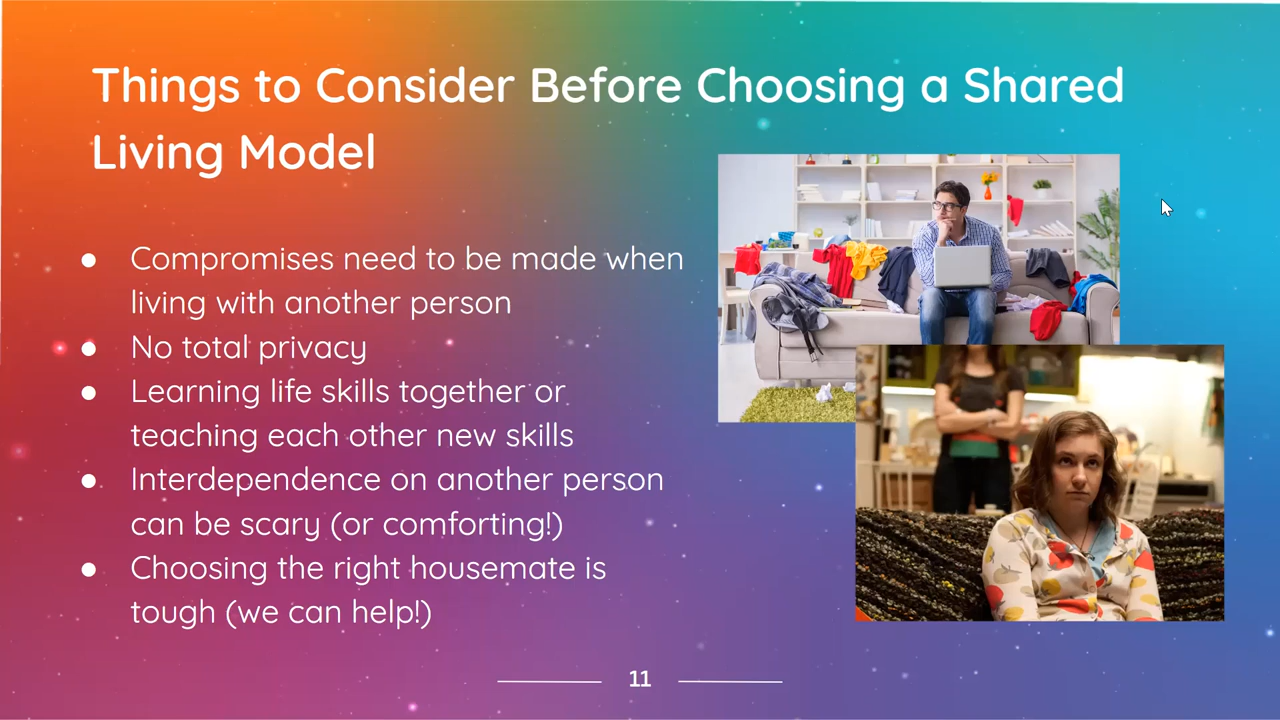 Things to Consider Before Choosing a Shared
Living Model
● Compromises need to be made when
living with another person
● No total privacy
● Learning life skills together or
teaching each other new skills
● Interdependence on another person
can be scary (or comforting!)
● Choosing the right housemate is
tough (we can help!)
11